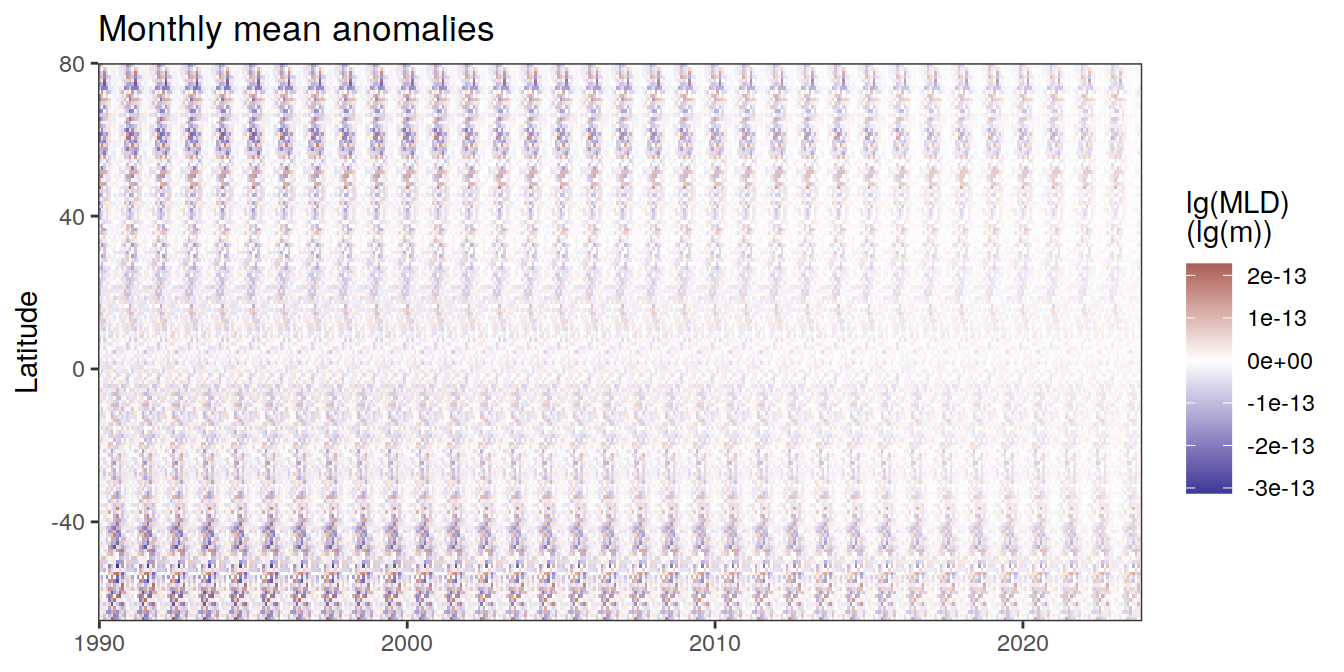 Monthly mean anomalies
80
40
0
-40
Latitude
1990
2000
2010
2020
lg(MLD)
(lg(m))
2e-13
1e-13
0e+00
-1e-13
-2e-13
-3e-13